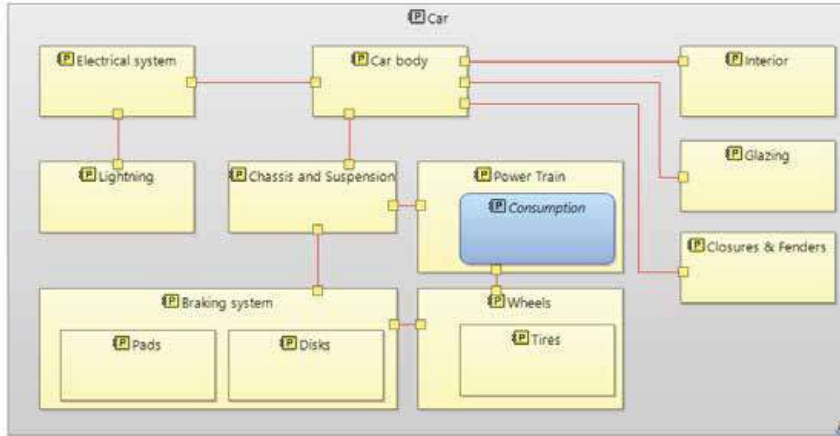 Car
Electrical system
Car body
Interior
Lightning
Chassis and Suspension
Power Train
Consumption
Glazing
Closures & Fenders
Braking system
Pads
Disks
Wheels
Tires